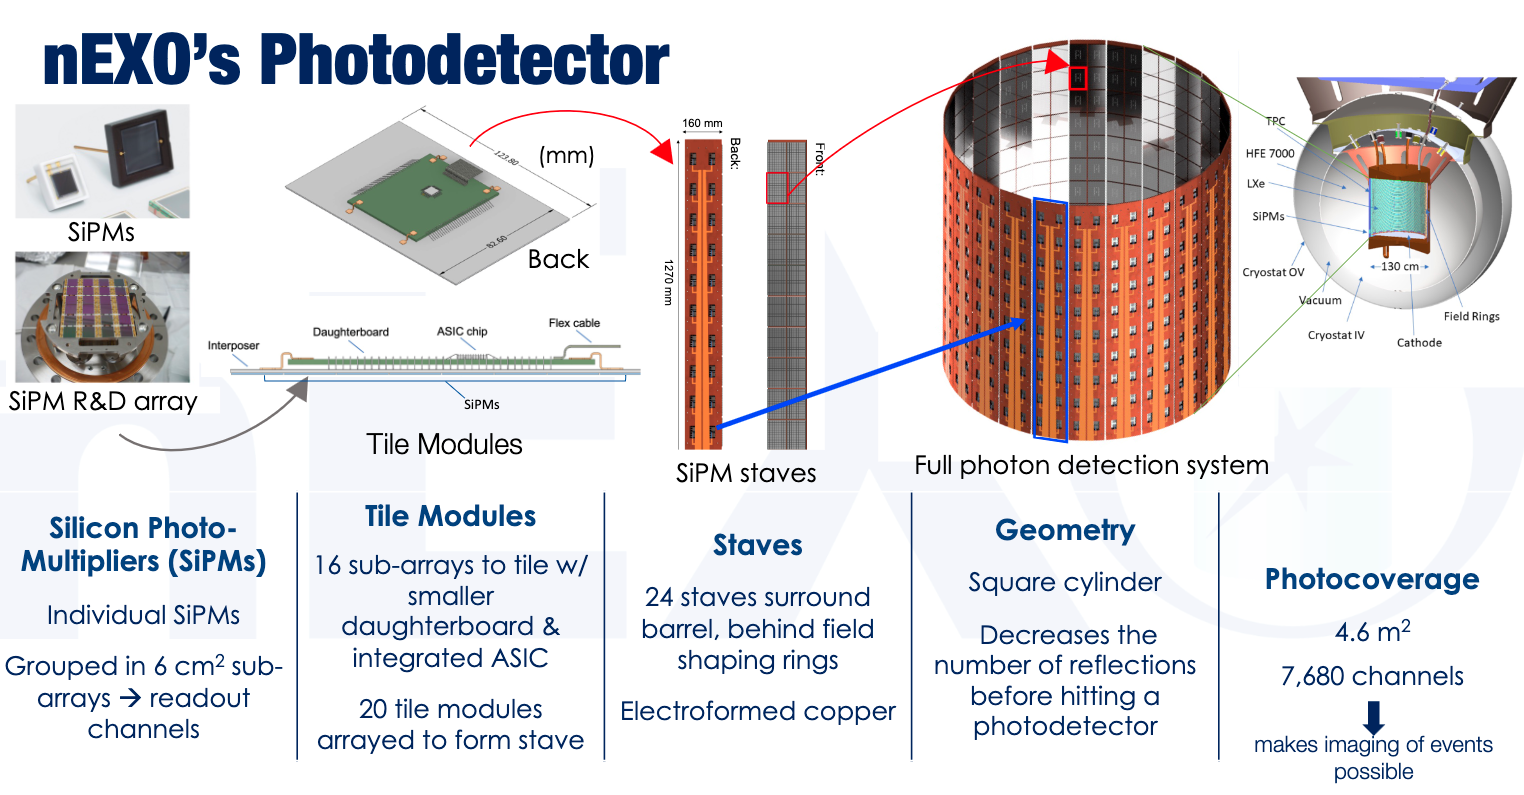 nEXO's Photodetector
SiPMs
SiPM R&D array
(mm)
122.80
82.60
Back
Interposer
Daughterboard
ASIC chip
Flex cable
SiPMs
Tile Modules
160 mm
Back:
1270 mm
Front:
SiPM staves
Full photon detection system
TPC
HFE 7000
LXe
SiPMs
Cryostat OV
Vacuum
Cryostat IV
130 cm
Cathode
Field Rings
Silicon Photo-
Multipliers (SiPMs)
Individual SiPMs
Grouped in 6 cm² sub-
arrays → readout
channels
Tile Modules
16 sub-arrays to tile w/
smaller
daughterboard &
integrated ASIC
20 tile modules
arrayed to form stave
Staves
24 staves surround
barrel, behind field
shaping rings
Electroformed copper
Geometry
Square cylinder
Decreases the
number of reflections
before hitting a
photodetector
Photocoverage
4.6 m²
7,680 channels
makes imaging of events
possible
nEXO